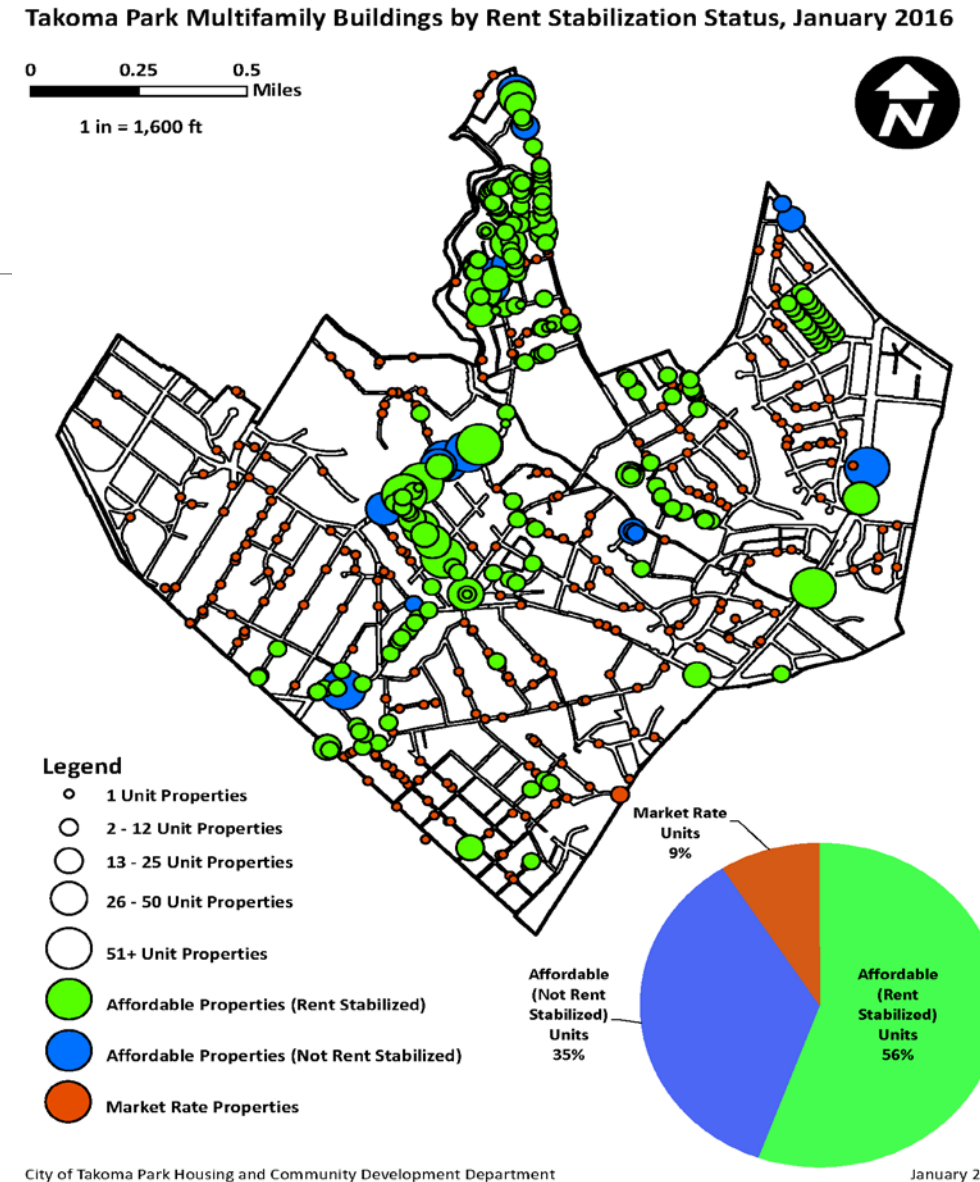 Takoma Park Multifamily Buildings by Rent Stabilization Status, January 2016
0 0.25 0.5
Miles
1 in = 1,600 ft
N
Legend
1 Unit Properties
2 - 12 Unit Properties
13 - 25 Unit Properties
26 - 50 Unit Properties
51+ Unit Properties
Affordable Properties (Rent Stabilized)
Affordable Properties (Not Rent Stabilized)
Market Rate Properties
Market Rate
Units
9%
Affordable
(Not Rent
Stabilized)
Units
35%
Affordable
(Rent
Stabilized)
Units
56%
City of Takoma Park Housing and Community Development Department
January 2